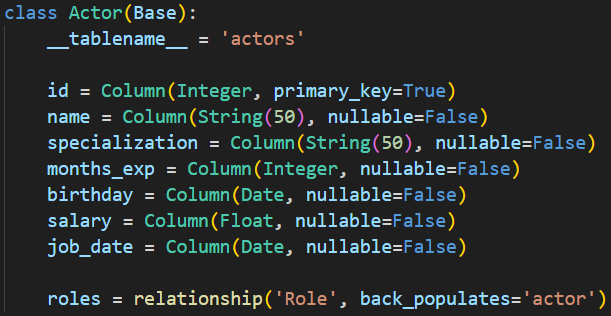 class Actor(Base):
    __tablename__ = 'actors'

    id = Column(Integer, primary_key=True)
    name = Column(String(50), nullable=False)
    specialization = Column(String(50), nullable=False)
    months_exp = Column(Integer, nullable=False)
    birthday = Column(Date, nullable=False)
    salary = Column(Float, nullable=False)
    job_date = Column(Date, nullable=False)

    roles = relationship('Role', back_populates='actor')